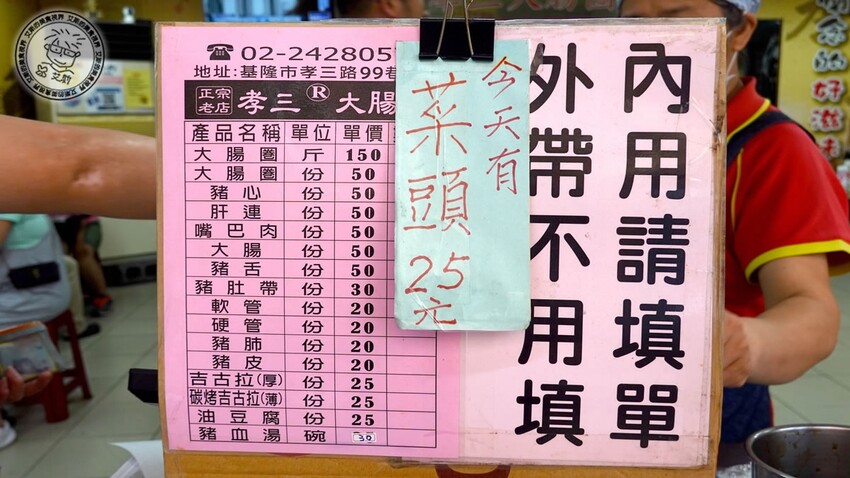 ☎ 02-242805
地址:基隆市孝三路99巷
正宗老店 孝三®大腸
產品名稱 單位 單價
大腸圈 斤 150
大腸圈 份 50
豬心 份 50
肝連 份 50
嘴巴肉 份 50
大腸 份 50
豬舌 份 50
豬肚帶 份 30
軟管 份 20
硬管 份 20
豬肺 份 20
豬皮 份 20
吉古拉(厚) 份 25
碳烤吉古拉(薄) 份 25
油豆腐 份 25
豬血湯 碗 30
今天有
菜頭25元
內用請填單
外帶不用填